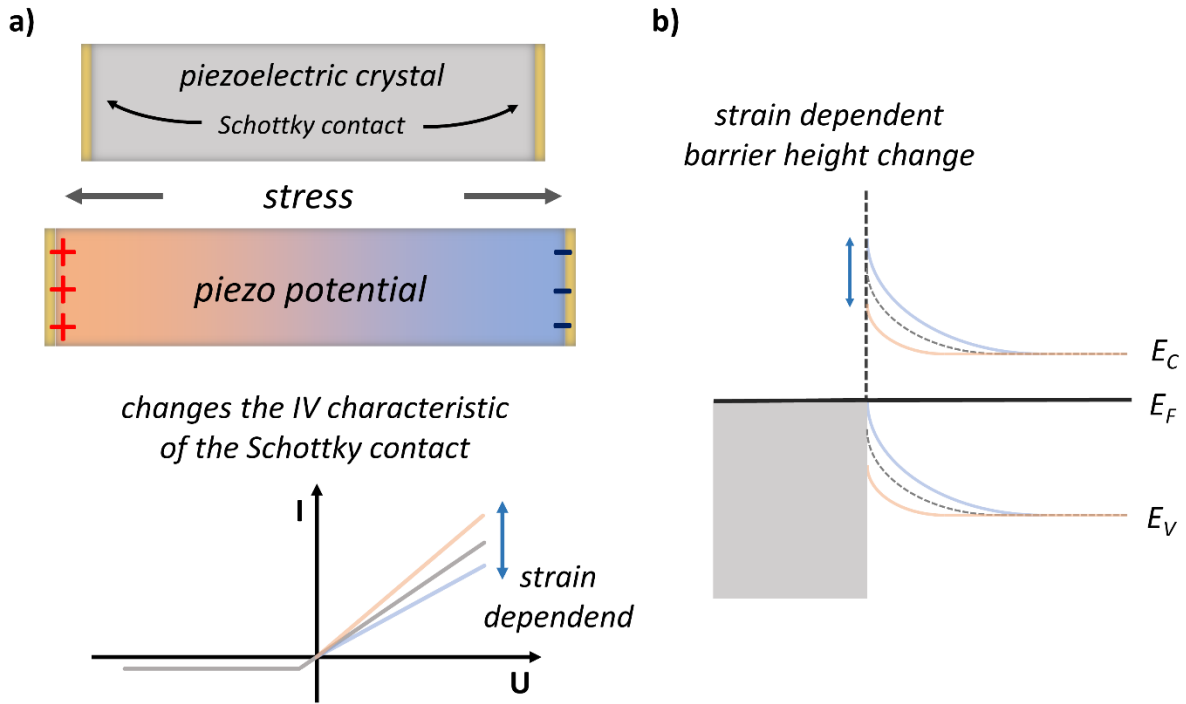 a)
piezoelectric crystal
Schottky contact
stress
+ −
+ −
+ −
piezo potential
changes the IV characteristic
of the Schottky contact
I
strain
dependend
U
b)
strain dependent
barrier height change
E_C
E_F
E_V